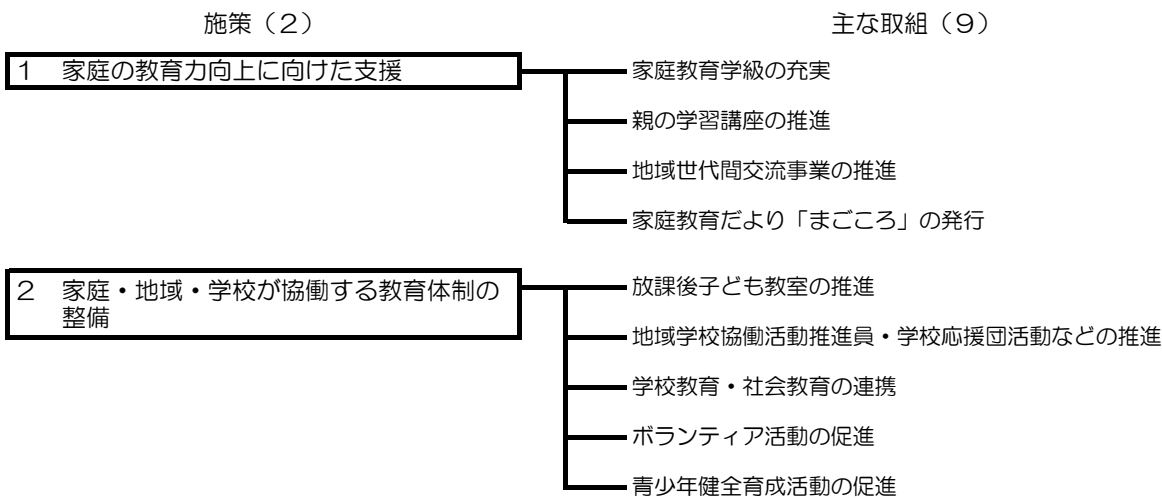 施策（２）
主な取組（９）
１　家庭の教育力向上に向けた支援
家庭教育学級の充実
親の学習講座の推進
地域世代間交流事業の推進
家庭教育だより「まごころ」の発行
２　家庭・地域・学校が協働する教育体制の
整備
放課後子ども教室の推進
地域学校協働活動推進員・学校応援団活動などの推進
学校教育・社会教育の連携
ボランティア活動の促進
青少年健全育成活動の促進